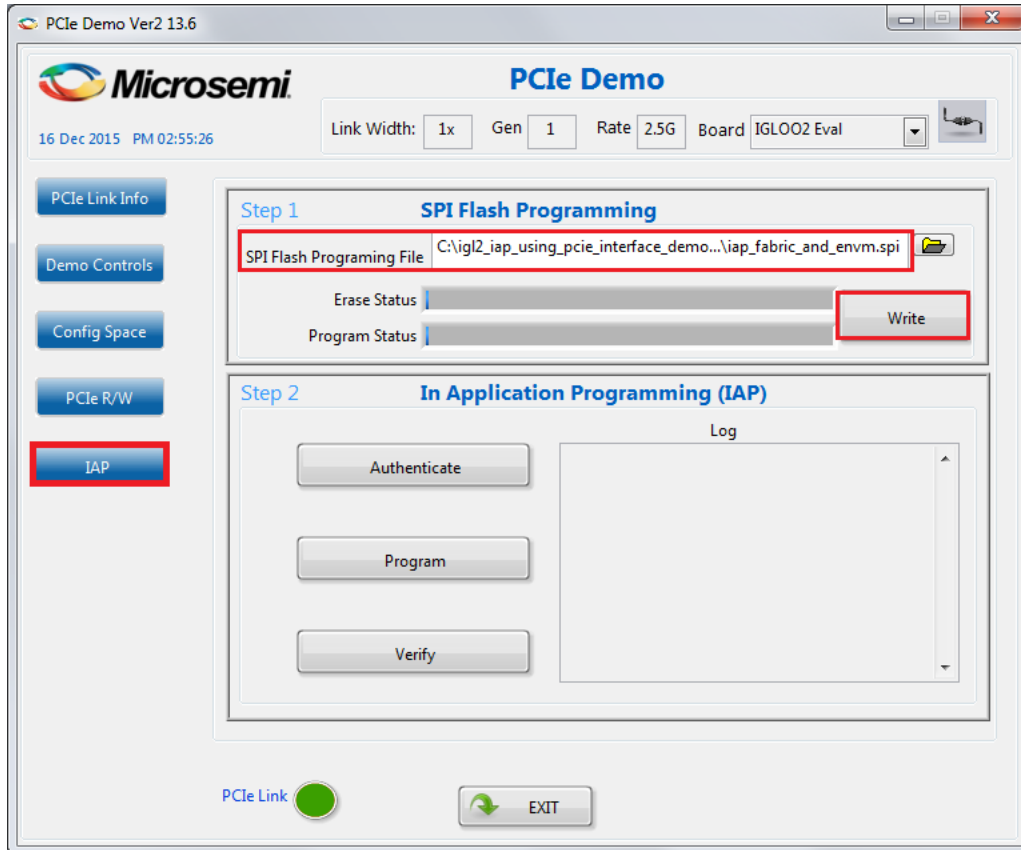 PCIe Demo Ver2 13.6
Microsemi.
PCIe Demo
16 Dec 2015 PM 02:55:26
Link Width: 1x Gen 1 Rate 2.5G Board IGLOO2 Eval
PCIe Link Info
Demo Controls
Config Space
PCIe R/W
IAP
Step 1 SPI Flash Programming
SPI Flash Programing File C:\igl2_iap_using_pcie_interface_demo...\iap_fabric_and_envm.spi
Erase Status
Program Status
Write
Step 2 In Application Programming (IAP)
Log
Authenticate
Program
Verify
PCIe Link
EXIT